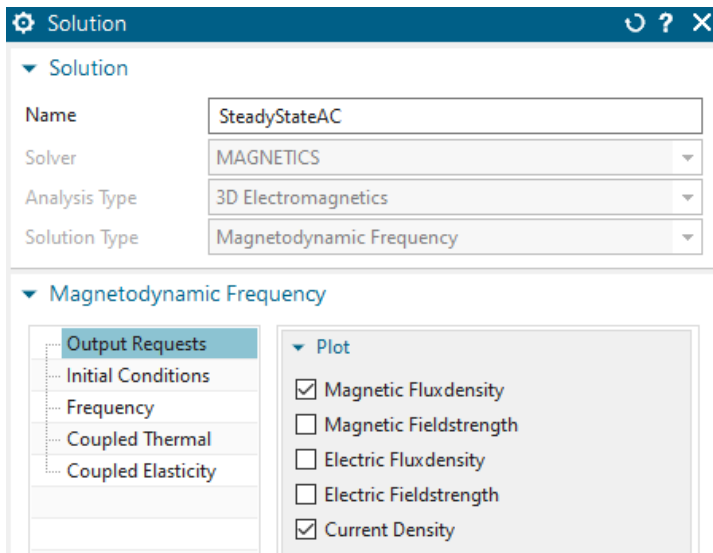 Solution
?
Solution
Name SteadyStateAC
Solver MAGNETICS
Analysis Type 3D Electromagnetics
Solution Type Magnetodynamic Frequency
Magnetodynamic Frequency
Output Requests
Initial Conditions
Frequency
Coupled Thermal
Coupled Elasticity
Plot
Magnetic Fluxdensity
Magnetic Fieldstrength
Electric Fluxdensity
Electric Fieldstrength
Current Density